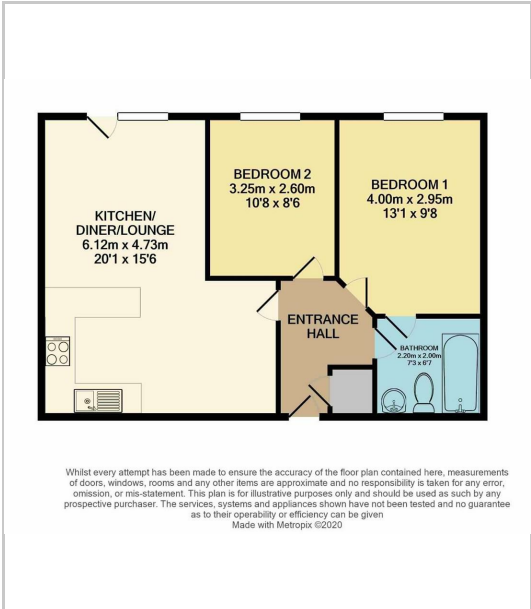 KITCHEN/
DINER/LOUNGE
6.12m x 4.73m
20'1 x 15'6
BEDROOM 2
3.25m x 2.60m
10'8 x 8'6
BEDROOM 1
4.00m x 2.95m
13'1 x 9'8
ENTRANCE
HALL
BATHROOM
2.20m x 2.00m
7'3 x 6'7
Whilst every attempt has been made to ensure the accuracy of the floor plan contained here, measurements
of doors, windows, rooms and any other items are approximate and no responsibility is taken for any error,
omission, or mis-statement. This plan is for illustrative purposes only and should be used as such by any
prospective purchaser. The services, systems and appliances shown have not been tested and no guarantee
as to their operability or efficiency can be given
Made with Metropix ©2020